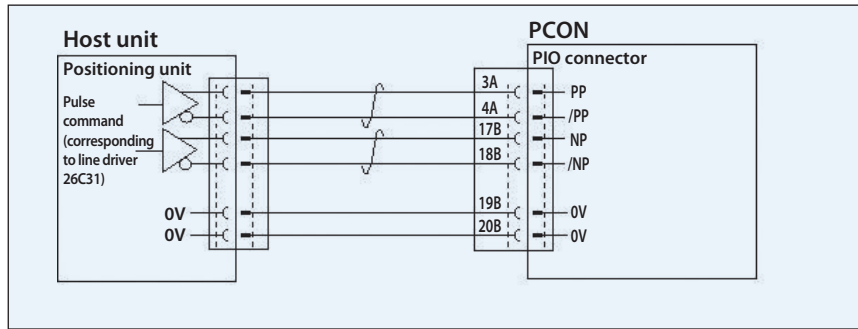 Host unit
PCON
Positioning unit
PIO connector
Pulse
command
(corresponding
to line driver
26C31)
0V
0V
3A
4A
17B
18B
19B
20B
PP
/PP
NP
/NP
0V
0V